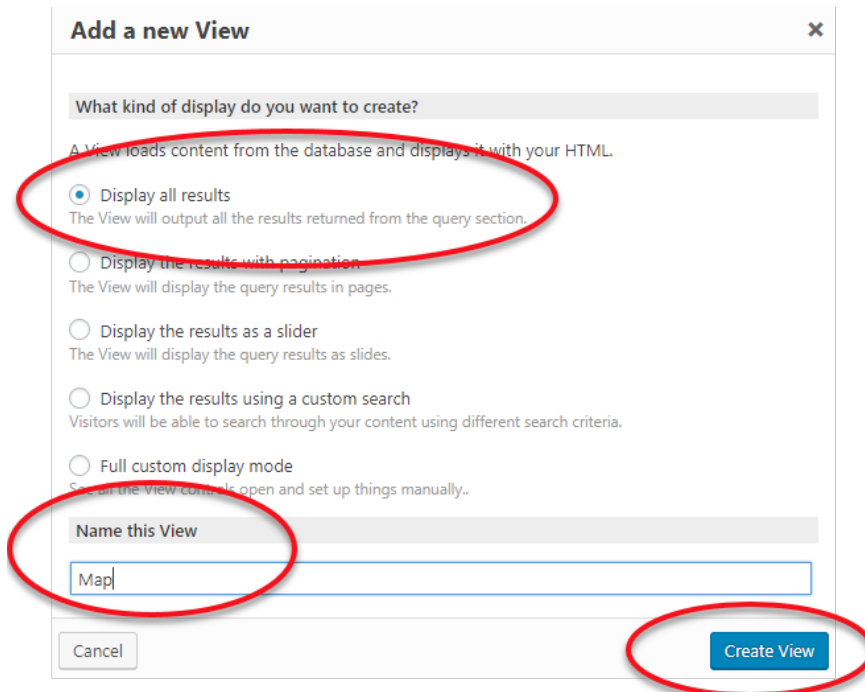 Add a new View
What kind of display do you want to create?
A View loads content from the database and displays it with your HTML.
Display all results
The View will output all the results returned from the query section.
Display the results with pagination
The View will display the query results in pages.
Display the results as a slider
The View will display the query results as slides.
Display the results using a custom search
Visitors will be able to search through your content using different search criteria.
Full custom display mode
See all the View controls open and set up things manually..
Name this View
Map
Cancel
Create View